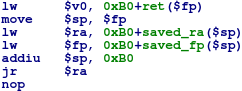 lw $v0, 0xB0+ret($fp)
move $sp, $fp
lw $ra, 0xB0+saved_ra($sp)
lw $fp, 0xB0+saved_fp($sp)
addiu $sp, 0xB0
jr $ra
nop